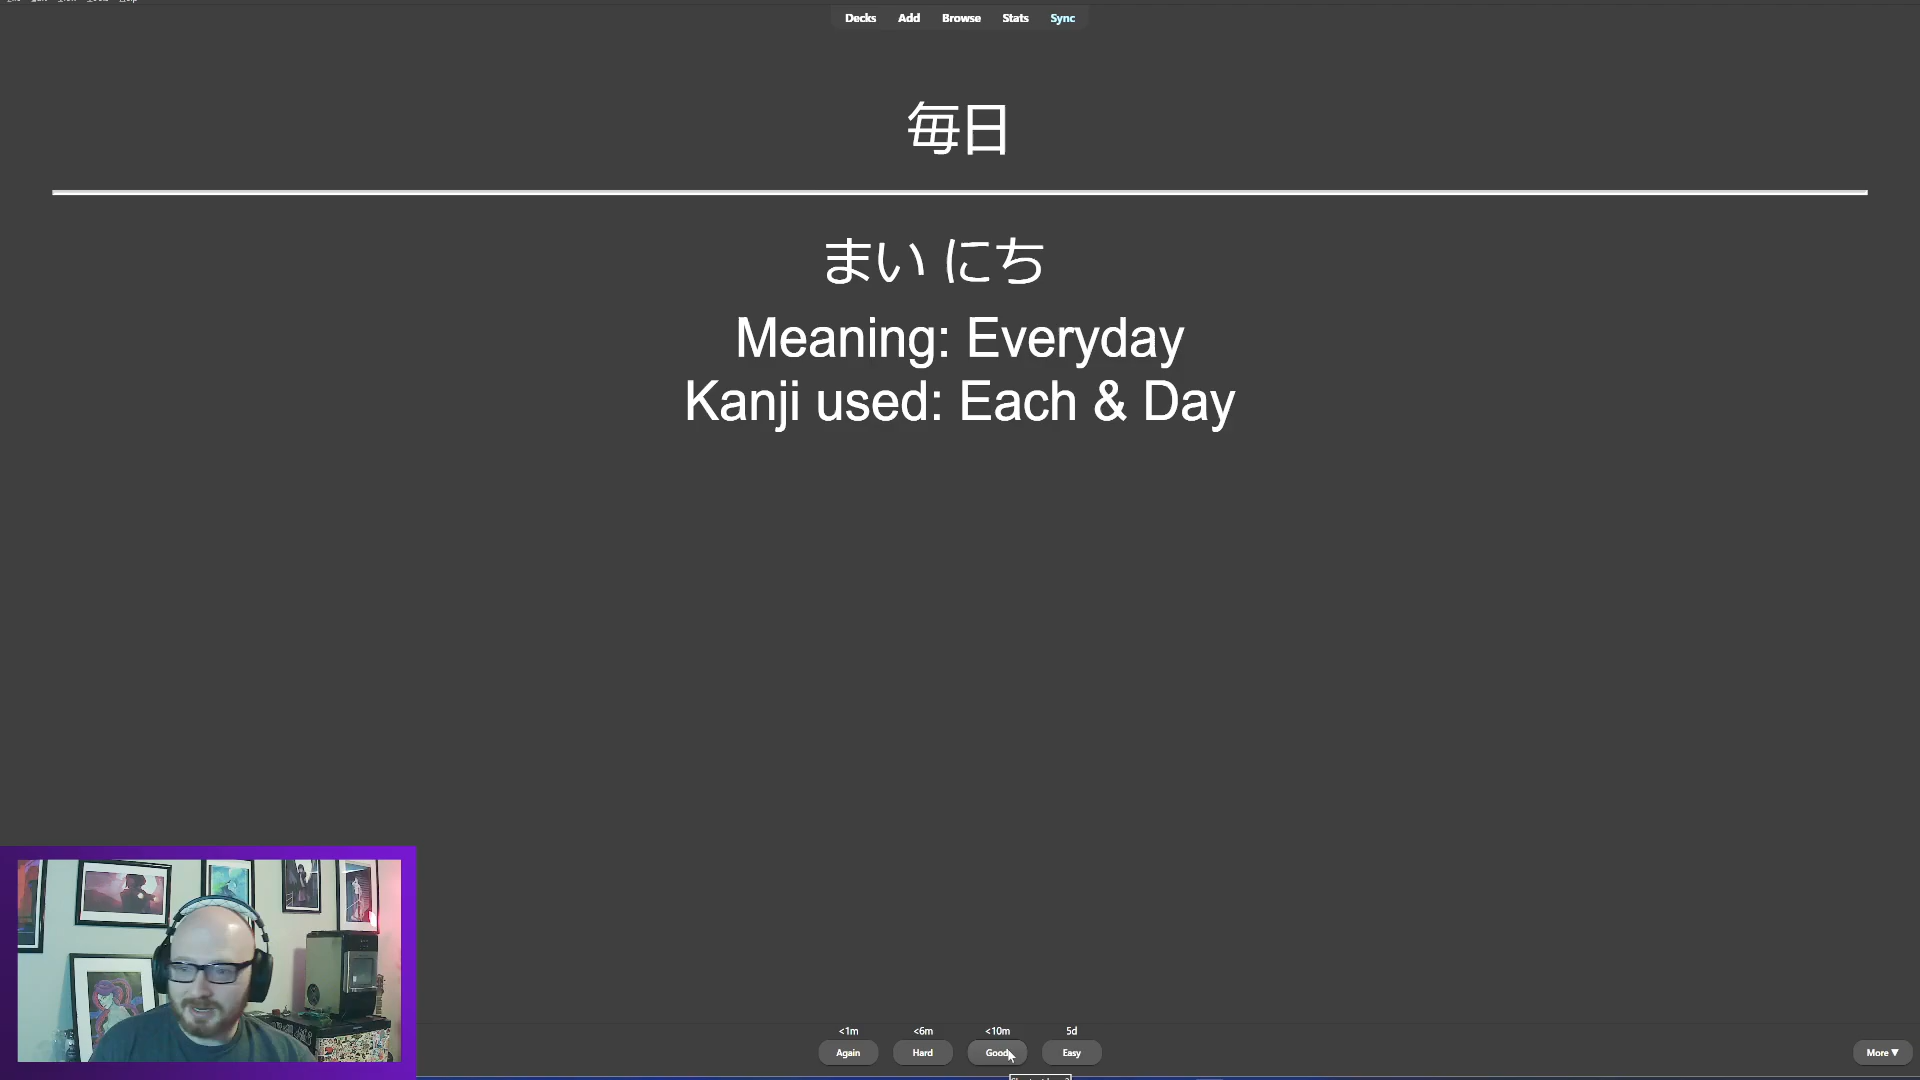 Decks Add Browse Stats Sync
毎日
まい にち
Meaning: Everyday
Kanji used: Each & Day
<1m <6m <10m 5d
Again Hard Good Easy More ▼